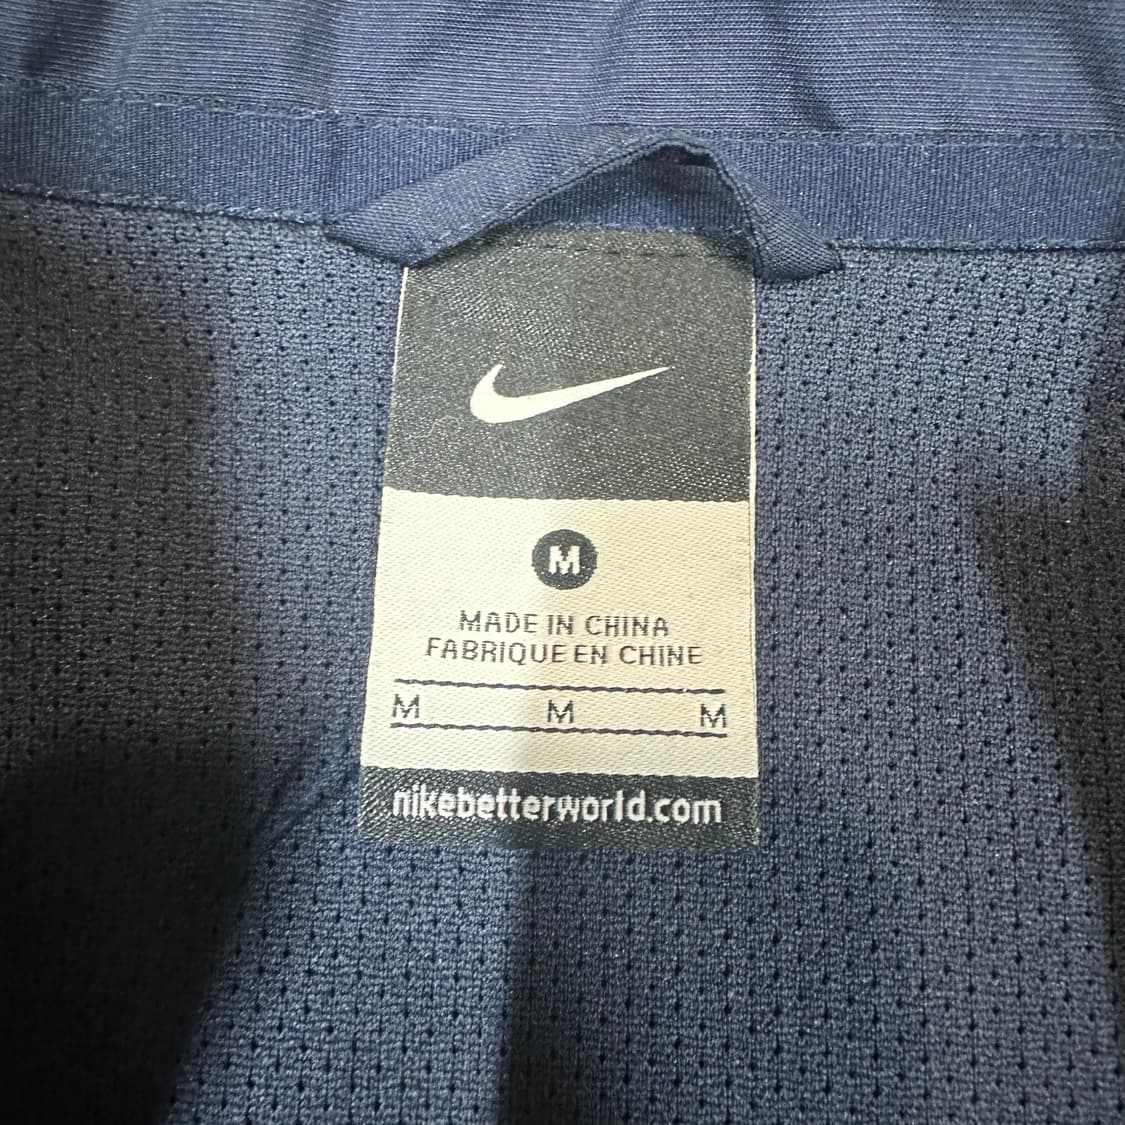 M
MADE IN CHINA
FABRIQUE EN CHINE
M M M
nikebetterworld.com